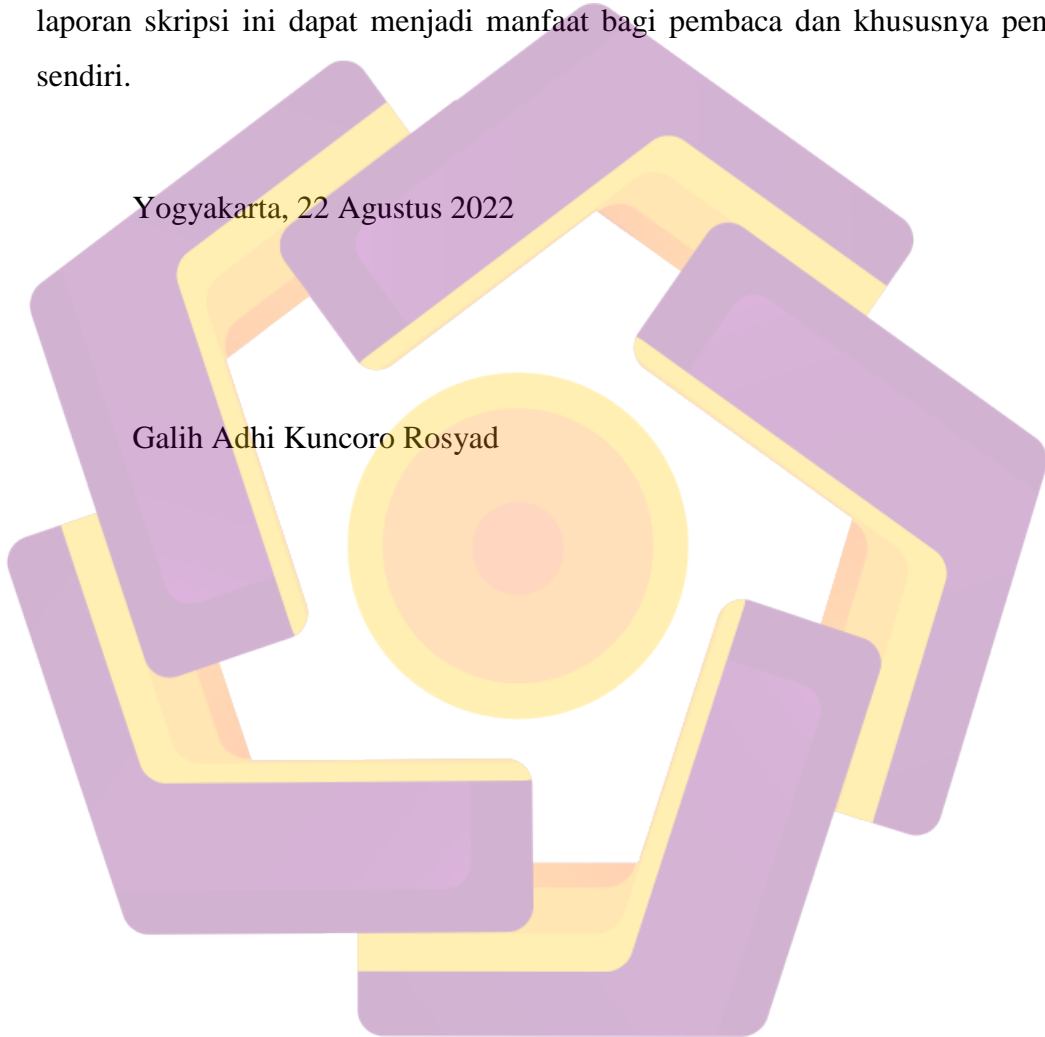 laporan skripsi ini dapat menjadi manfaat bagi pembaca dan khususnya pen
sendiri.
Yogyakarta, 22 Agustus 2022
Galih Adhi Kuncoro Rosyad